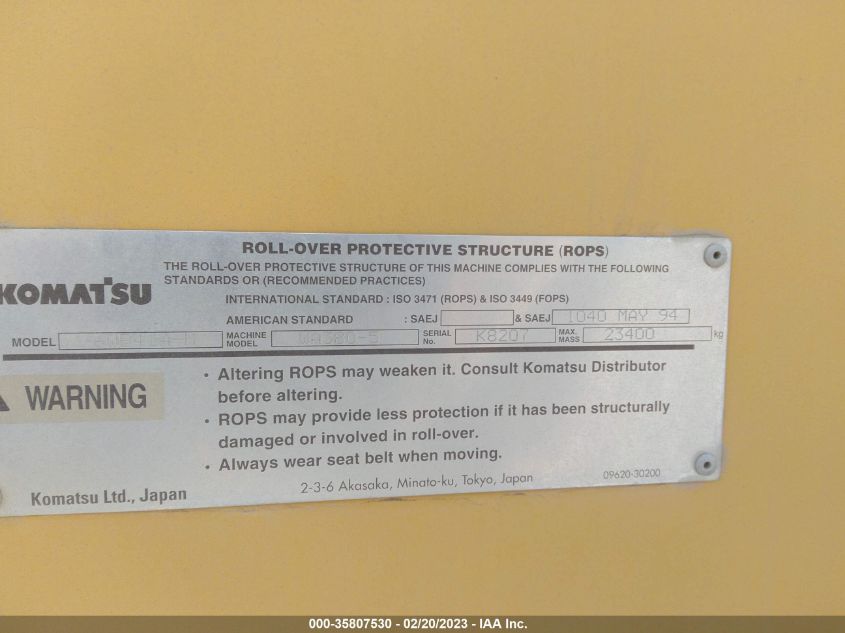 ROLL-OVER PROTECTIVE STRUCTURE (ROPS)
THE ROLL-OVER PROTECTIVE STRUCTURE OF THIS MACHINE COMPLIES WITH THE FOLLOWING
STANDARDS OR (RECOMMENDED PRACTICES)
KOMATSU
INTERNATIONAL STANDARD : ISO 3471 (ROPS) & ISO 3449 (FOPS)
AMERICAN STANDARD : SAEJ & SAEJ 1040 MAY 94
MODEL MACHINE MODEL SERIAL No. K8207 MAX. MASS 23400 kg
WARNING
• Altering ROPS may weaken it. Consult Komatsu Distributor
before altering.
• ROPS may provide less protection if it has been structurally
damaged or involved in roll-over.
• Always wear seat belt when moving.
Komatsu Ltd., Japan
2-3-6 Akasaka, Minato-ku, Tokyo, Japan
09620-30200
000-35807530 - 02/20/2023 - IAA Inc.